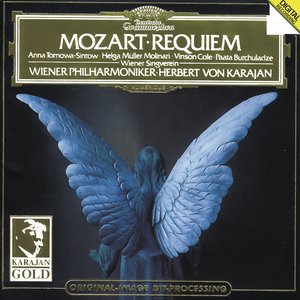 Deutsche
Grammophon
DIGITAL
MOZART · REQUIEM
Anna Tomowa-Sintow · Helga Müller Molinari · Vinson Cole · Paata Burchuladze
Wiener Singverein
WIENER PHILHARMONIKER · HERBERT VON KARAJAN
KARAJAN
GOLD
ORIGINAL-IMAGE BIT-PROCESSING